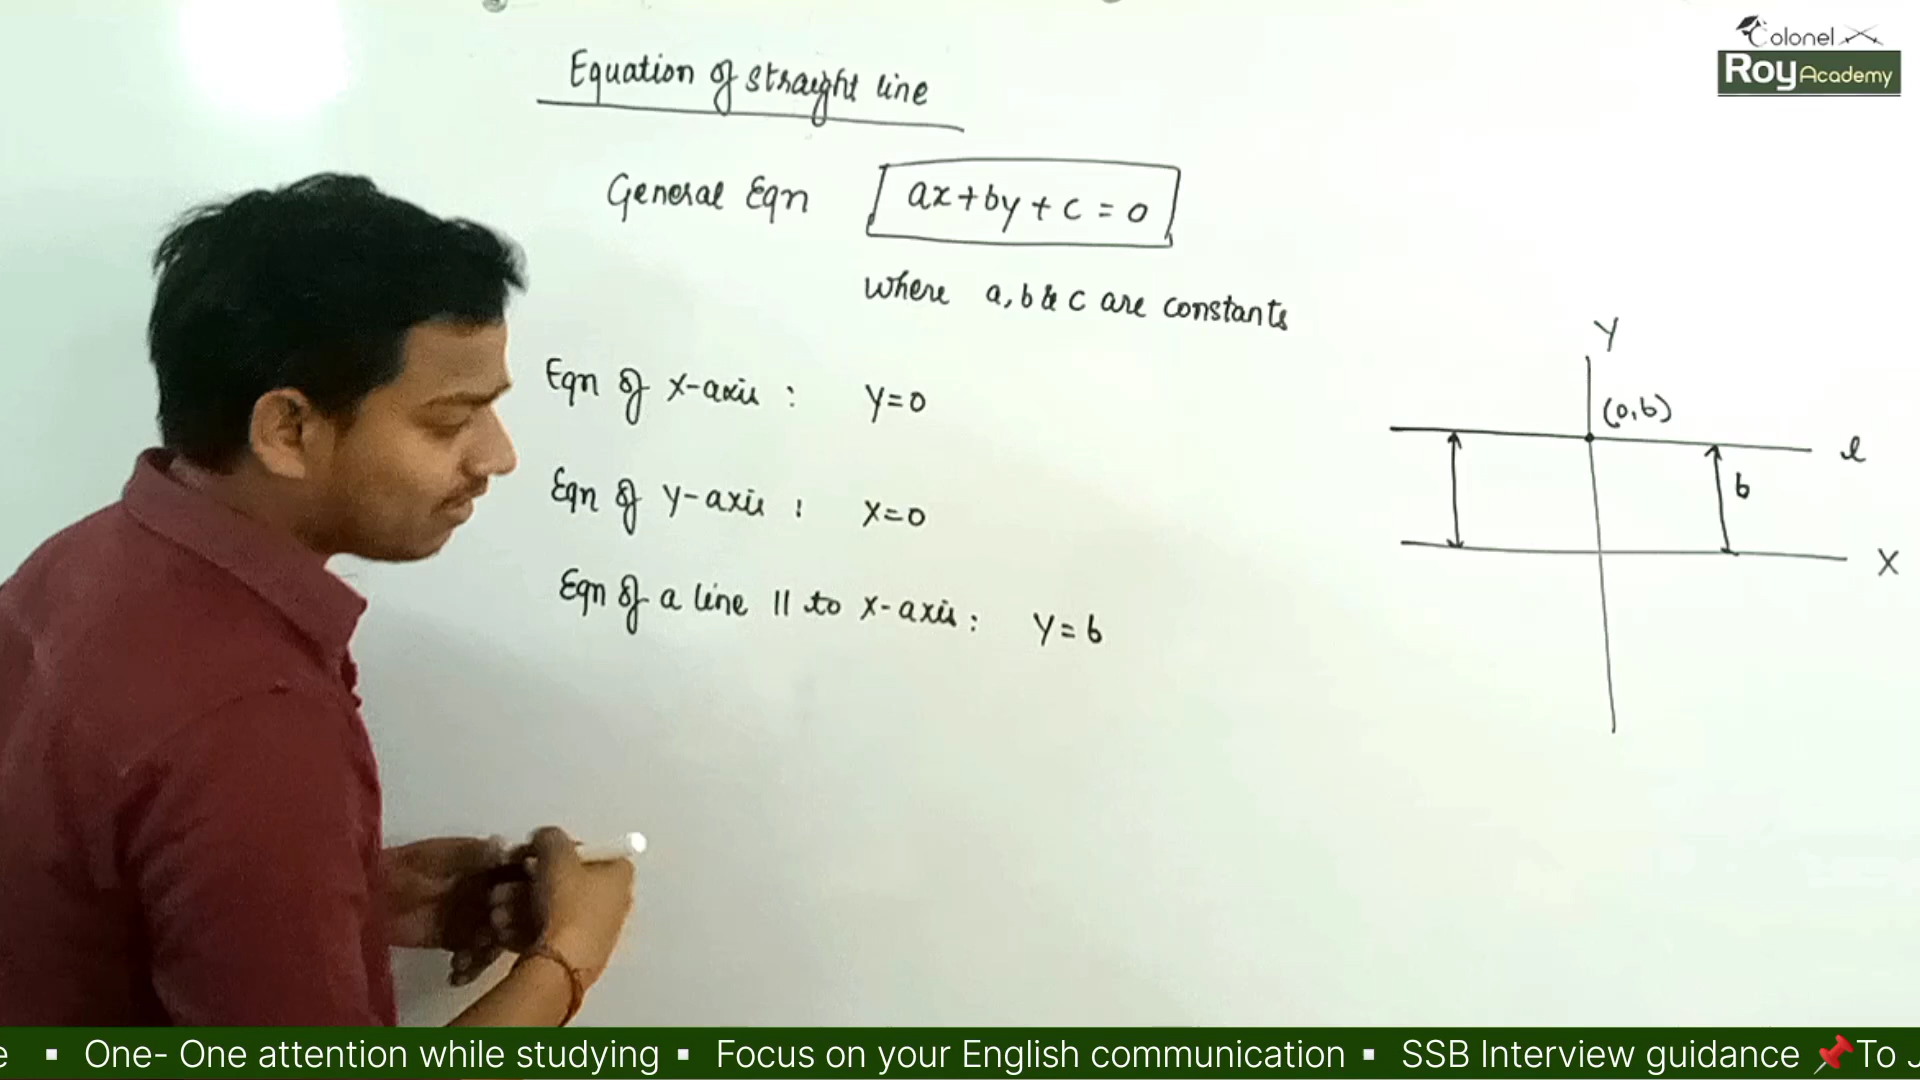 Colonel
Roy Academy
Equation of straight line
General Eqn ax+by+c=0
where a, b & c are constants
Eqn of x-axis : y=0
Eqn of y-axis : x=0
Eqn of a line || to x-axis : y=b
Y
(0,b)
l
b
X
e ▪ One- One attention while studying ▪ Focus on your English communication ▪ SSB Interview guidance 📌To J